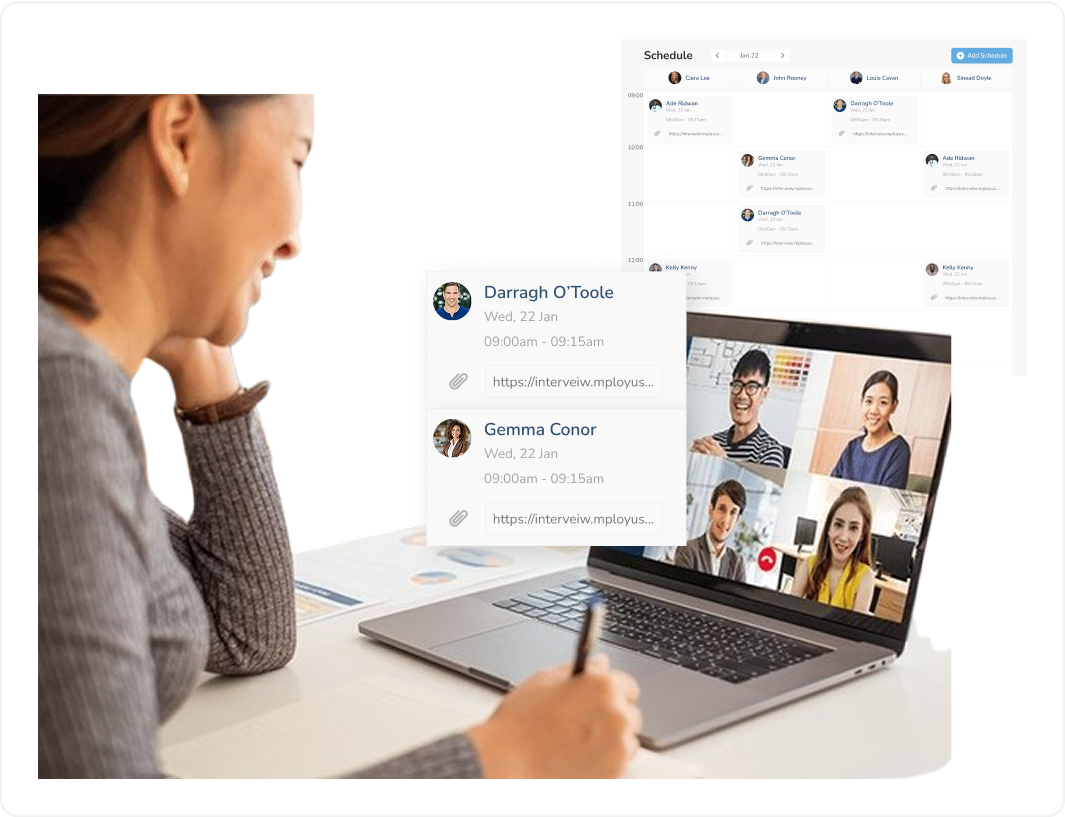 Schedule
Jan 22
Add Schedule
Ciara Lee
John Rooney
Louis Cavan
Sinead Doyle
09:00
Ade Ridwan
Wed, 22 Jan
09:00am - 09:15am
https://interveiw.mployus...
Darragh O'Toole
Wed, 22 Jan
09:00am - 09:15am
https://interveiw.mployus...
10:00
Gemma Conor
Wed, 22 Jan
09:00am - 09:15am
https://interveiw.mployus...
Ade Ridwan
Wed, 22 Jan
09:00am - 09:15am
https://interveiw.mployus...
11:00
Darragh O'Toole
Wed, 22 Jan
09:00am - 09:15am
https://interveiw.mployus...
12:00
Kelly Kenny
Kelly Kenny
Wed, 22 Jan
09:00am - 09:15am
https://interveiw.mployus...
Darragh O'Toole
Wed, 22 Jan
09:00am - 09:15am
https://interveiw.mployus...
Gemma Conor
Wed, 22 Jan
09:00am - 09:15am
https://interveiw.mployus...